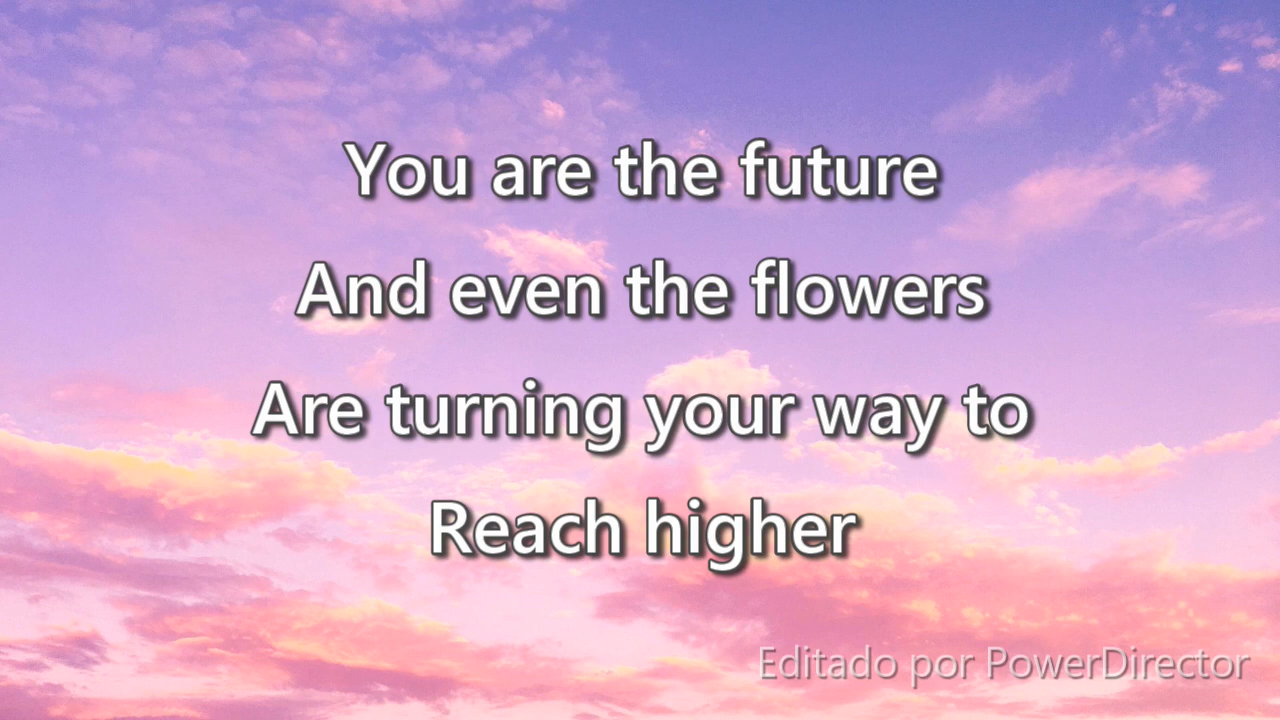 You are the future
And even the flowers
Are turning your way to
Reach higher
Editado por PowerDirector